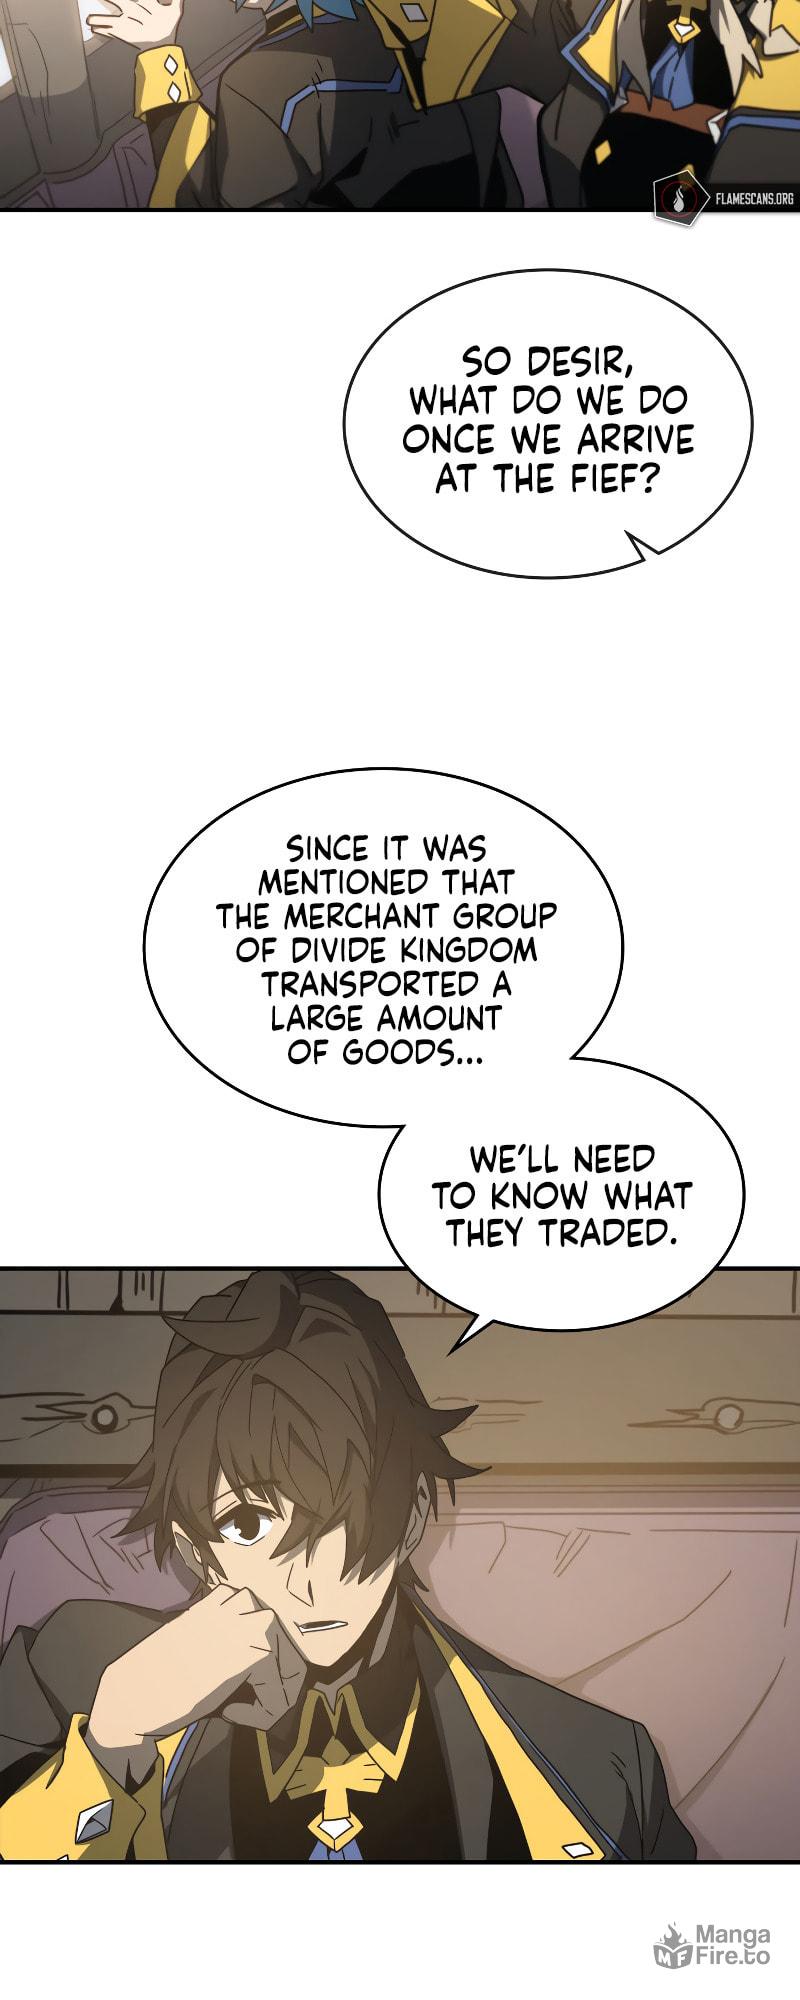 FLAMESCANS.ORG
SO DESIR,
WHAT DO WE DO
ONCE WE ARRIVE
AT THE FIEF?
SINCE IT WAS
MENTIONED THAT
THE MERCHANT GROUP
OF DIVIDE KINGDOM
TRANSPORTED A
LARGE AMOUNT
OF GOODS...
WE'LL NEED
TO KNOW WHAT
THEY TRADED.
Manga
MF Fire.to